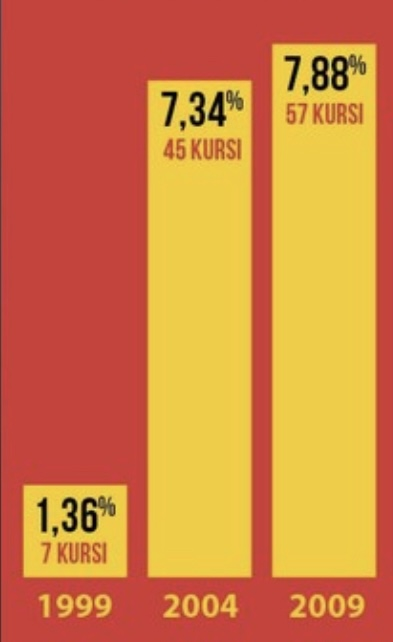 7,88%
57 KURSI
7,34%
45 KURSI
1,36%
7 KURSI
1999 2004 2009